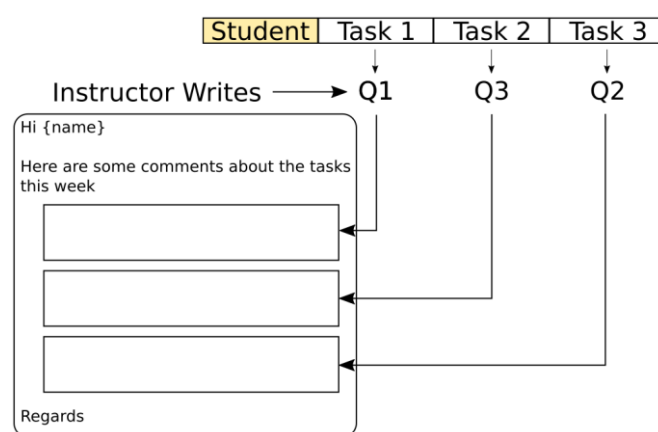 Student Task 1 Task 2 Task 3
Instructor Writes Q1 Q3 Q2
Hi {name}
Here are some comments about the tasks
this week
Regards